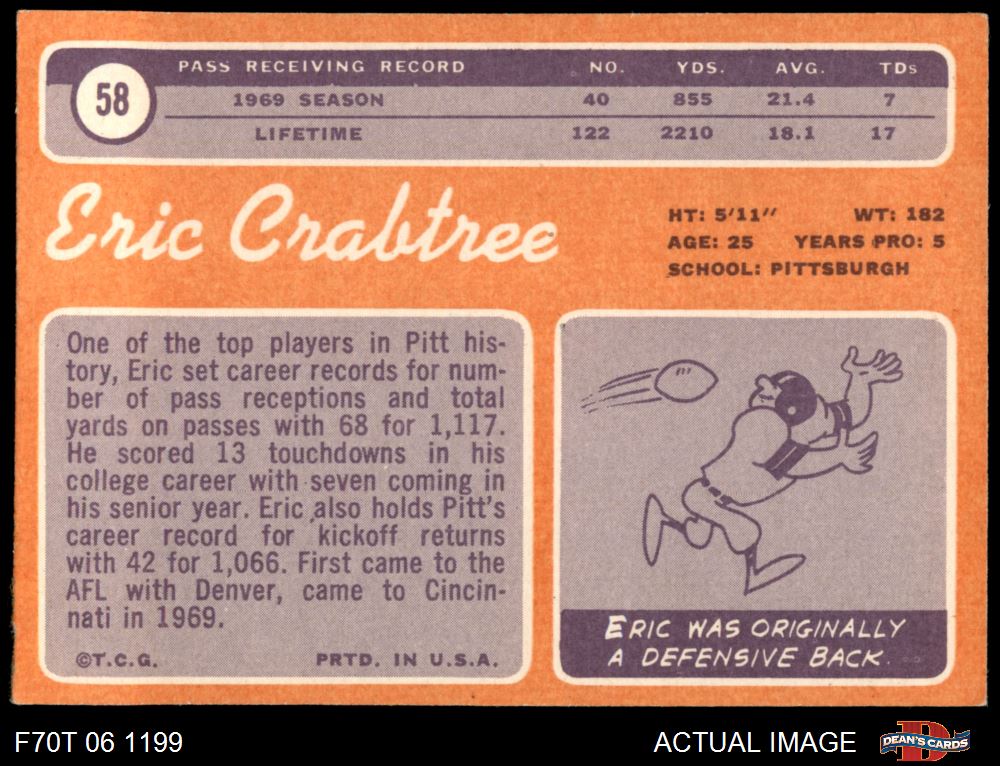 58
PASS RECEIVING RECORD NO. YDS. AVG. TDs
1969 SEASON 40 855 21.4 7
LIFETIME 122 2210 18.1 17
Eric Crabtree
HT: 5'11" WT: 182
AGE: 25 YEARS PRO: 5
SCHOOL: PITTSBURGH
One of the top players in Pitt his-
tory, Eric set career records for num-
ber of pass receptions and total
yards on passes with 68 for 1,117.
He scored 13 touchdowns in his
college career with seven coming in
his senior year. Eric also holds Pitt's
career record for kickoff returns
with 42 for 1,066. First came to the
AFL with Denver, came to Cincin-
nati in 1969.
©T.C.G. PRTD. IN U.S.A.
ERIC WAS ORIGINALLY
A DEFENSIVE BACK.
F70T 06 1199
ACTUAL IMAGE
D
DEAN'S CARDS